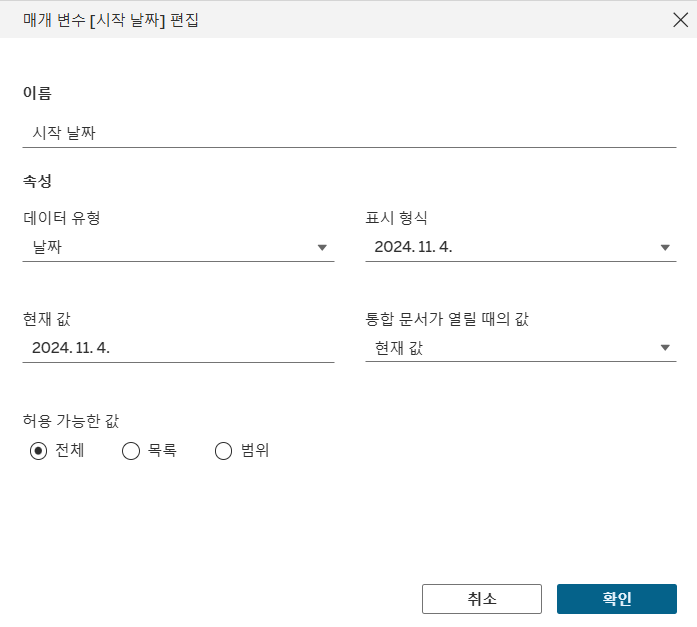 매개 변수 [시작 날짜] 편집
이름
시작 날짜
속성
데이터 유형 표시 형식
날짜 2024. 11. 4.
현재 값 통합 문서가 열릴 때의 값
2024. 11. 4. 현재 값
허용 가능한 값
전체 목록 범위
취소 확인